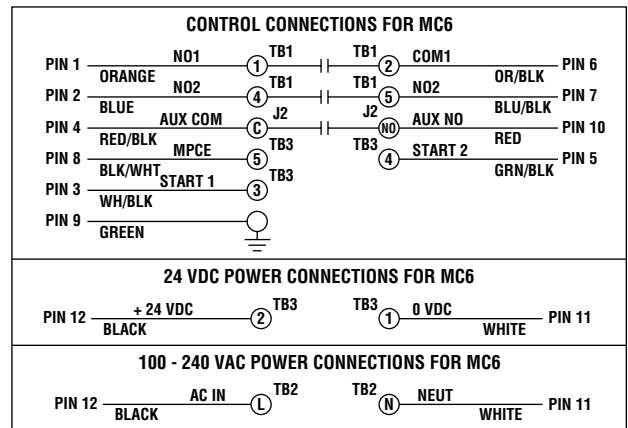 CONTROL CONNECTIONS FOR MC6
PIN 1 NO1 1 TB1 TB1 2 COM1 PIN 6
ORANGE OR/BLK
PIN 2 NO2 4 TB1 TB1 5 NO2 PIN 7
BLUE BLU/BLK
PIN 4 AUX COM C J2 J2 NO AUX NO PIN 10
RED/BLK RED
PIN 8 MPCE 5 TB3 TB3 4 START 2 PIN 5
BLK/WHT GRN/BLK
PIN 3 START 1 3 TB3
WH/BLK
PIN 9
GREEN
24 VDC POWER CONNECTIONS FOR MC6
PIN 12 + 24 VDC 2 TB3 TB3 1 0 VDC PIN 11
BLACK WHITE
100 - 240 VAC POWER CONNECTIONS FOR MC6
PIN 12 AC IN L TB2 TB2 N NEUT PIN 11
BLACK WHITE